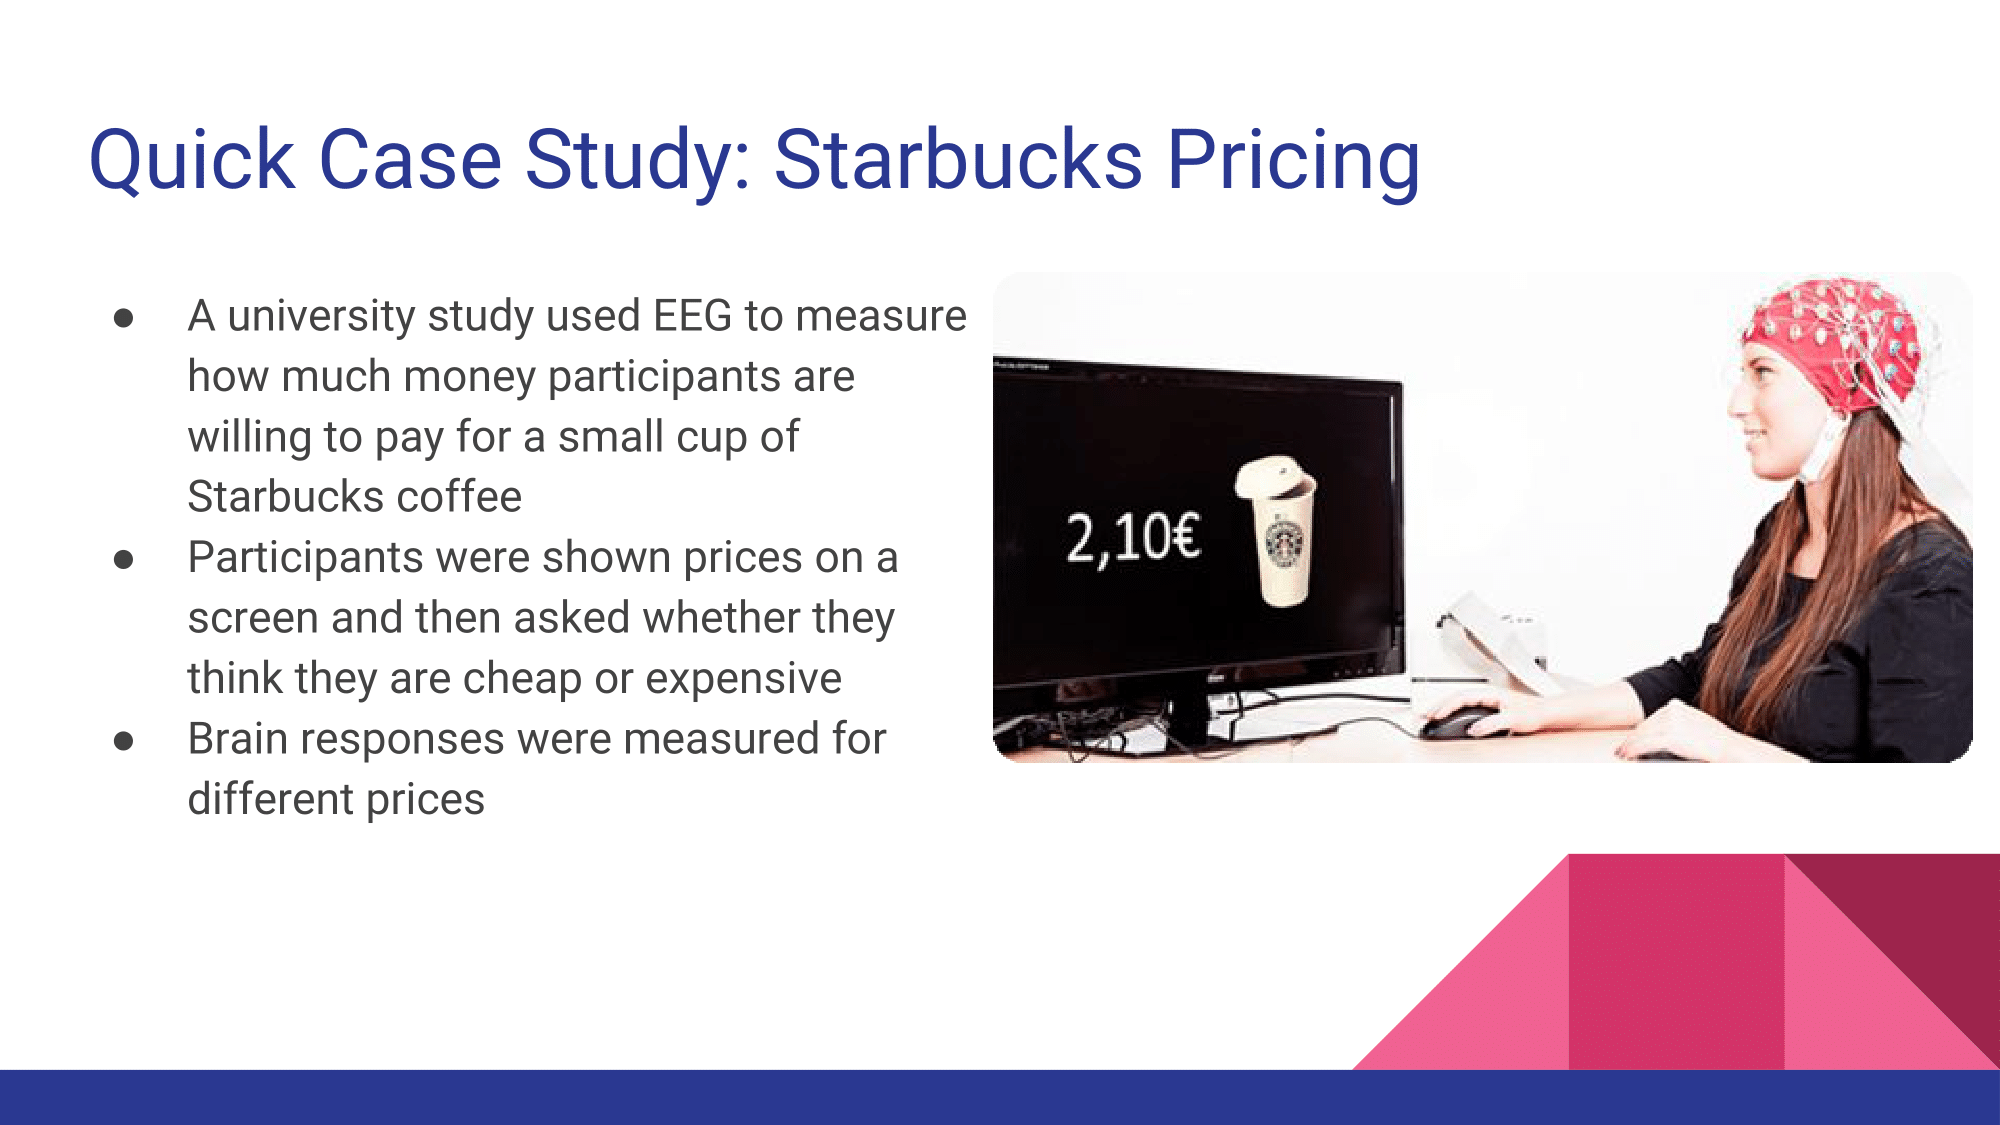 Quick Case Study: Starbucks Pricing
● A university study used EEG to measure
how much money participants are
willing to pay for a small cup of
Starbucks coffee
● Participants were shown prices on a
screen and then asked whether they
think they are cheap or expensive
● Brain responses were measured for
different prices
2,10€